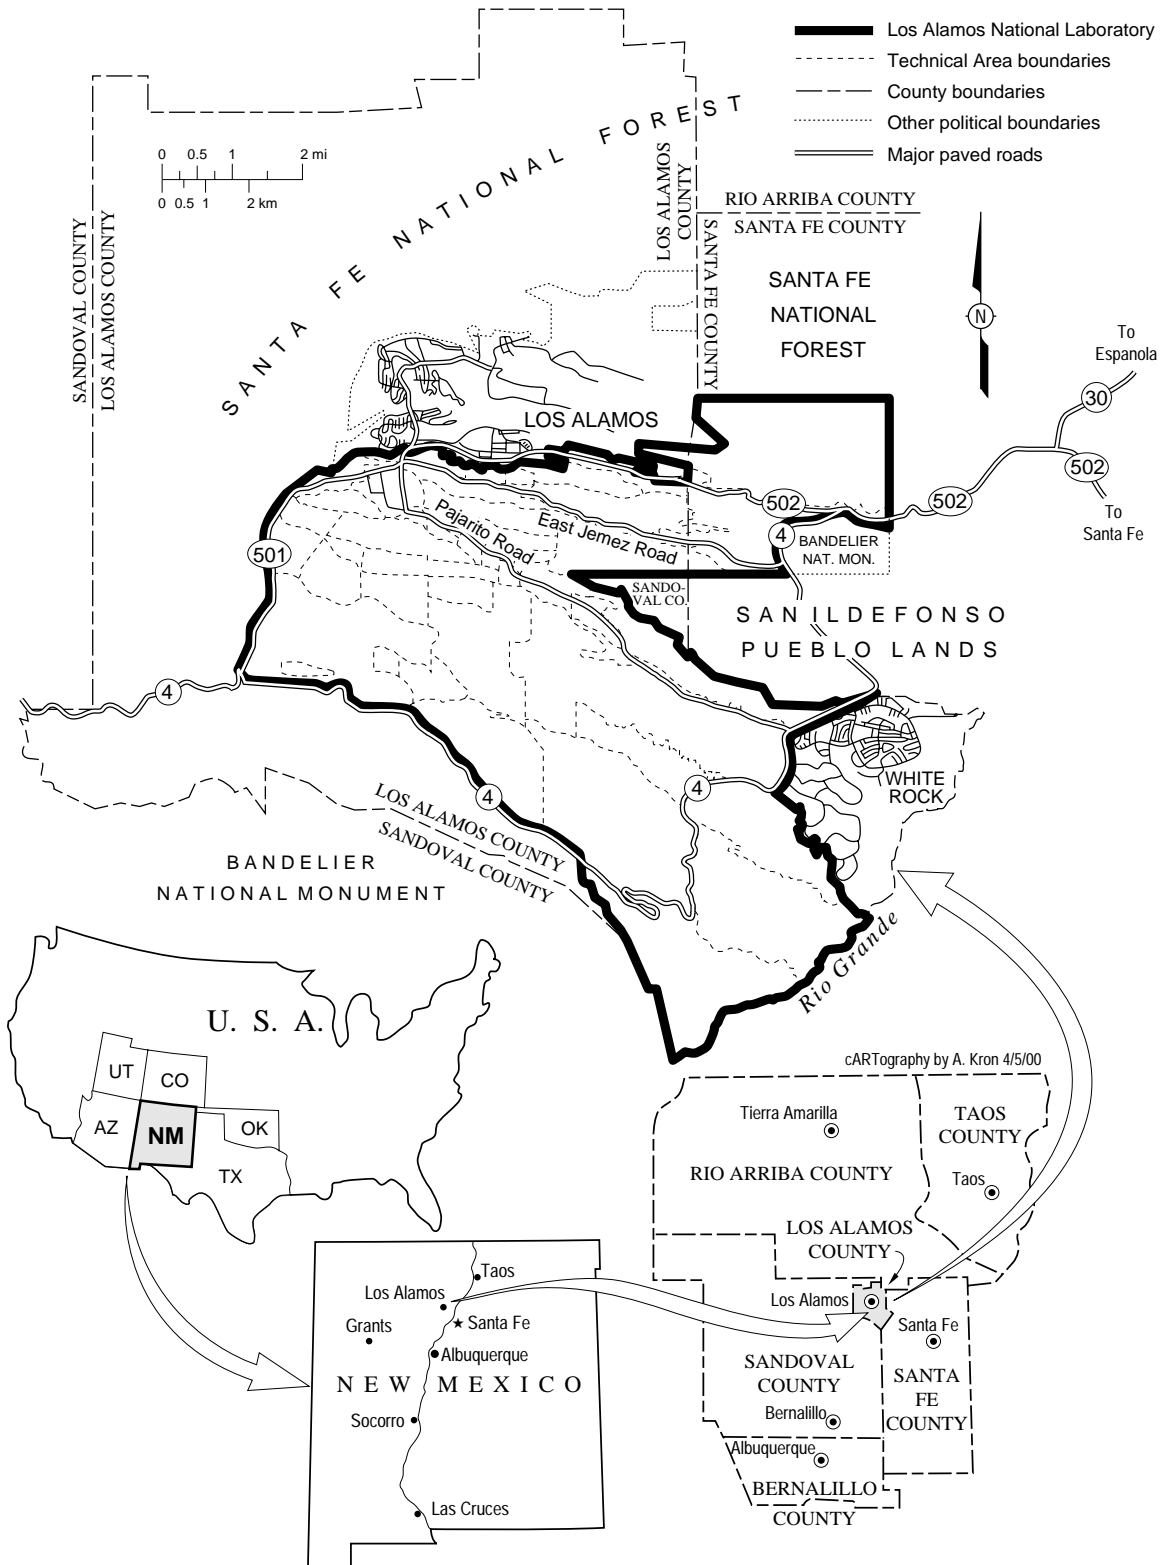 Los Alamos National Laboratory
Technical Area boundaries
County boundaries
Other political boundaries
Major paved roads
0 0.5 1 2 mi
0 0.5 1 2 km
SANTA FE NATIONAL FOREST
SANDOVAL COUNTY
LOS ALAMOS COUNTY
LOS ALAMOS
COUNTY
RIO ARRIBA COUNTY
SANTA FE COUNTY
SANTA FE COUNTY
SANTA FE
NATIONAL
FOREST
N
To
Espanola
30
502
To
Santa Fe
LOS ALAMOS
502
502
4
BANDELIER
NAT. MON.
Pajarito Road
East Jemez Road
501
SANDO-
VAL CO.
SAN ILDEFONSO
PUEBLO LANDS
4
WHITE
ROCK
4
4
LOS ALAMOS COUNTY
SANDOVAL COUNTY
BANDELIER
NATIONAL MONUMENT
Rio Grande
cARTography by A. Kron 4/5/00
U. S. A.
UT
CO
AZ
NM
OK
TX
Taos
Los Alamos
Santa Fe
Grants
Albuquerque
NEW MEXICO
Socorro
Las Cruces
Tierra Amarilla
TAOS
COUNTY
RIO ARRIBA COUNTY
Taos
LOS ALAMOS
COUNTY
Los Alamos
Santa Fe
SANDOVAL
COUNTY
SANTA
FE
COUNTY
Bernalillo
Albuquerque
BERNALILLO
COUNTY